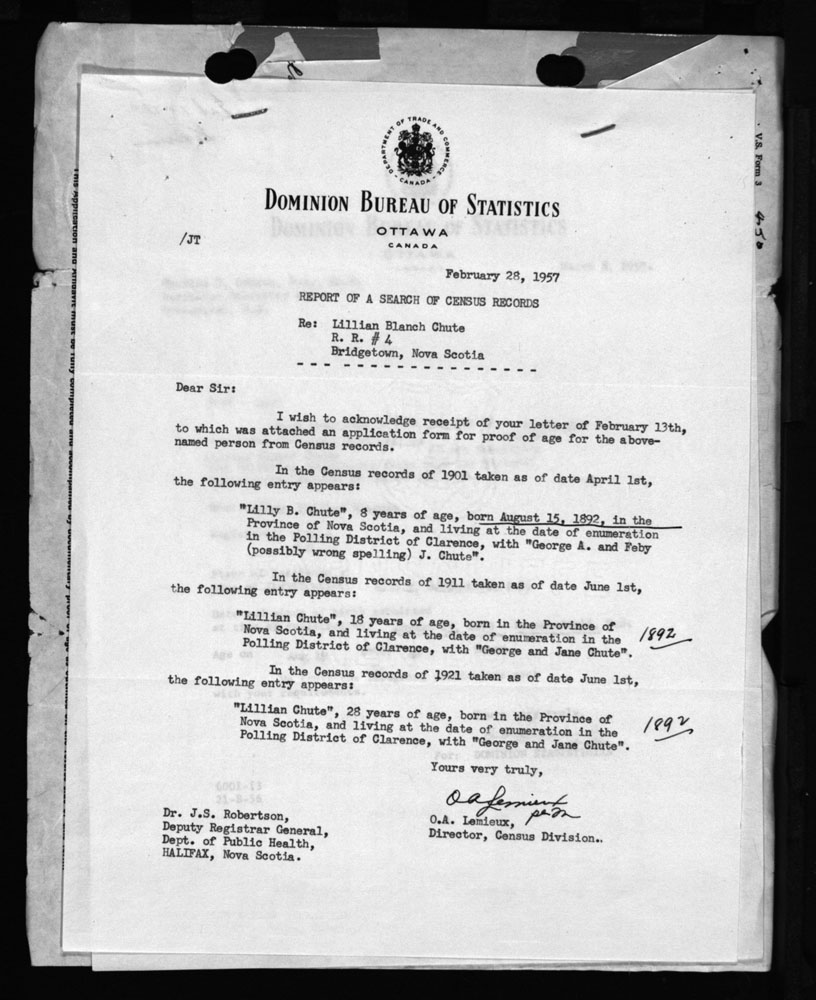 DEPARTMENT OF TRADE AND COMMERCE
CANADA
V.S. Form 3
DOMINION BUREAU OF STATISTICS
OTTAWA
CANADA
/JT
February 28, 1957
REPORT OF A SEARCH OF CENSUS RECORDS
Re: Lillian Blanch Chute
R. R. # 4
Bridgetown, Nova Scotia
Dear Sir:
I wish to acknowledge receipt of your letter of February 13th,
to which was attached an application form for proof of age for the above-
named person from Census records.
In the Census records of 1901 taken as of date April 1st,
the following entry appears:
"Lilly B. Chute", 8 years of age, born August 15, 1892, in the
Province of Nova Scotia, and living at the date of enumeration
in the Polling District of Clarence, with "George A. and Feby
(possibly wrong spelling) J. Chute".
In the Census records of 1911 taken as of date June 1st,
the following entry appears:
"Lillian Chute", 18 years of age, born in the Province of
Nova Scotia, and living at the date of enumeration in the 1892
Polling District of Clarence, with "George and Jane Chute".
In the Census records of 1921 taken as of date June 1st,
the following entry appears:
"Lillian Chute", 28 years of age, born in the Province of
Nova Scotia, and living at the date of enumeration in the 1892
Polling District of Clarence, with "George and Jane Chute".
Yours very truly,
O A Lemieux
O.A. Lemieux,
Director, Census Division..
Dr. J.S. Robertson,
Deputy Registrar General,
Dept. of Public Health,
HALIFAX, Nova Scotia.